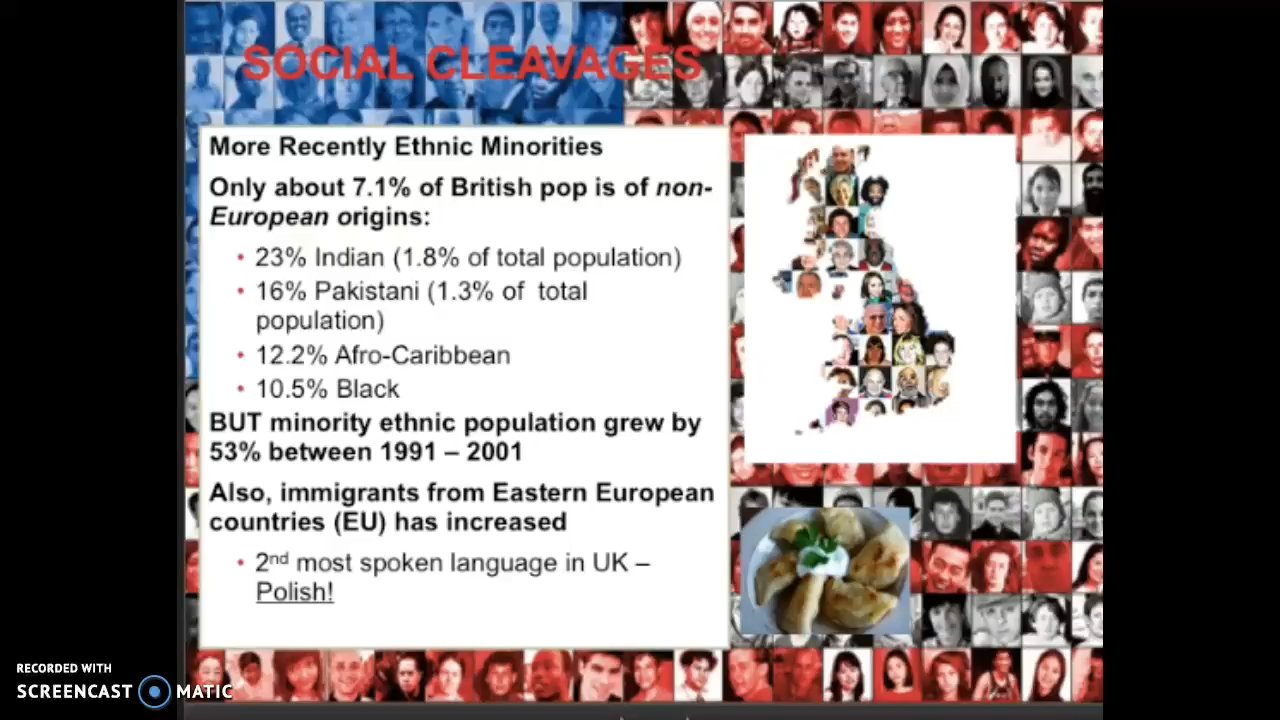 SOCIAL CLEAVAGES
More Recently Ethnic Minorities
Only about 7.1% of British pop is of non-
European origins:
• 23% Indian (1.8% of total population)
• 16% Pakistani (1.3% of total
population)
• 12.2% Afro-Caribbean
• 10.5% Black
BUT minority ethnic population grew by
53% between 1991 – 2001
Also, immigrants from Eastern European
countries (EU) has increased
• 2nd most spoken language in UK –
Polish!
RECORDED WITH
SCREENCAST MATIC